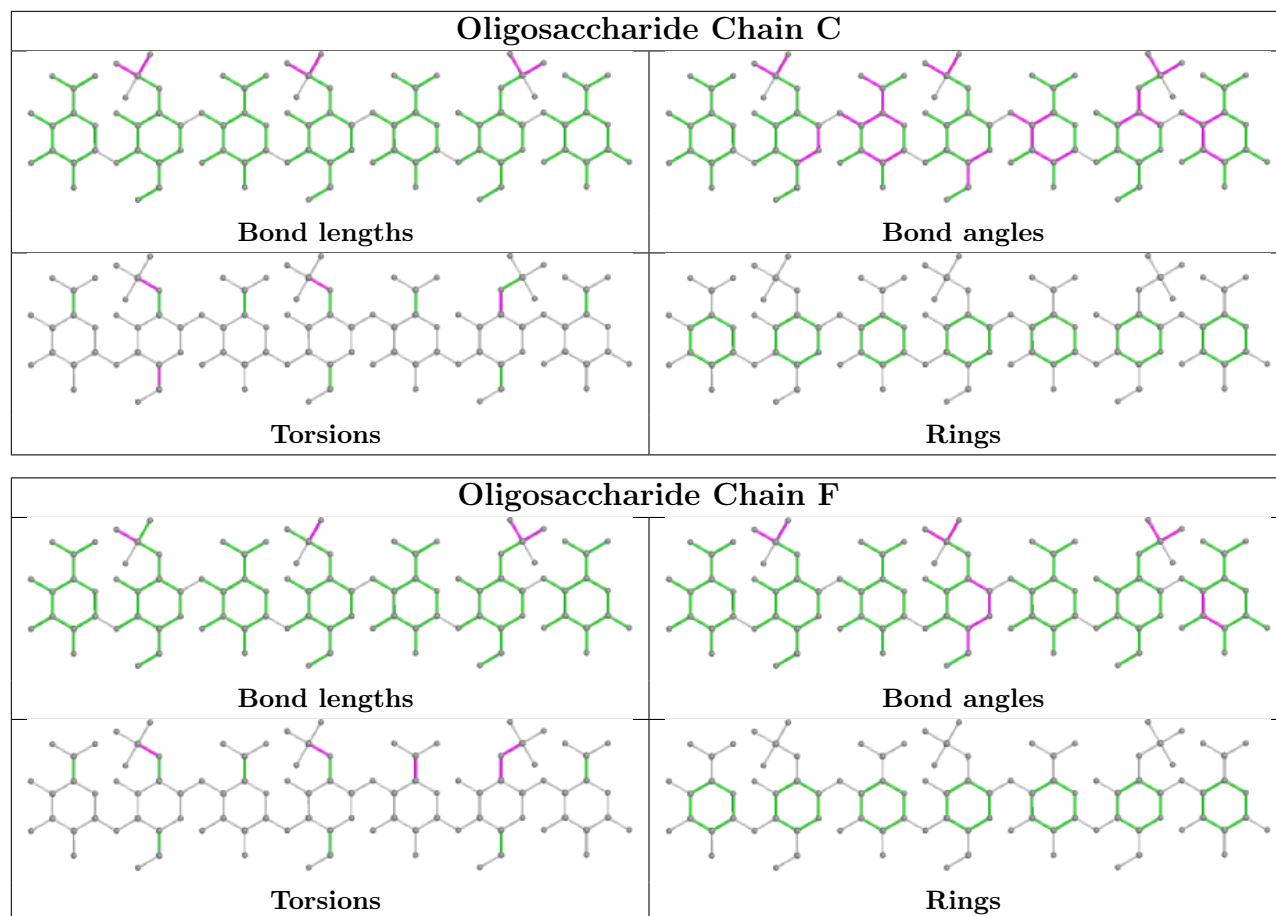 Oligosaccharide Chain C
Bond lengths
Bond angles
Torsions
Rings
Oligosaccharide Chain F
Bond lengths
Bond angles
Torsions
Rings